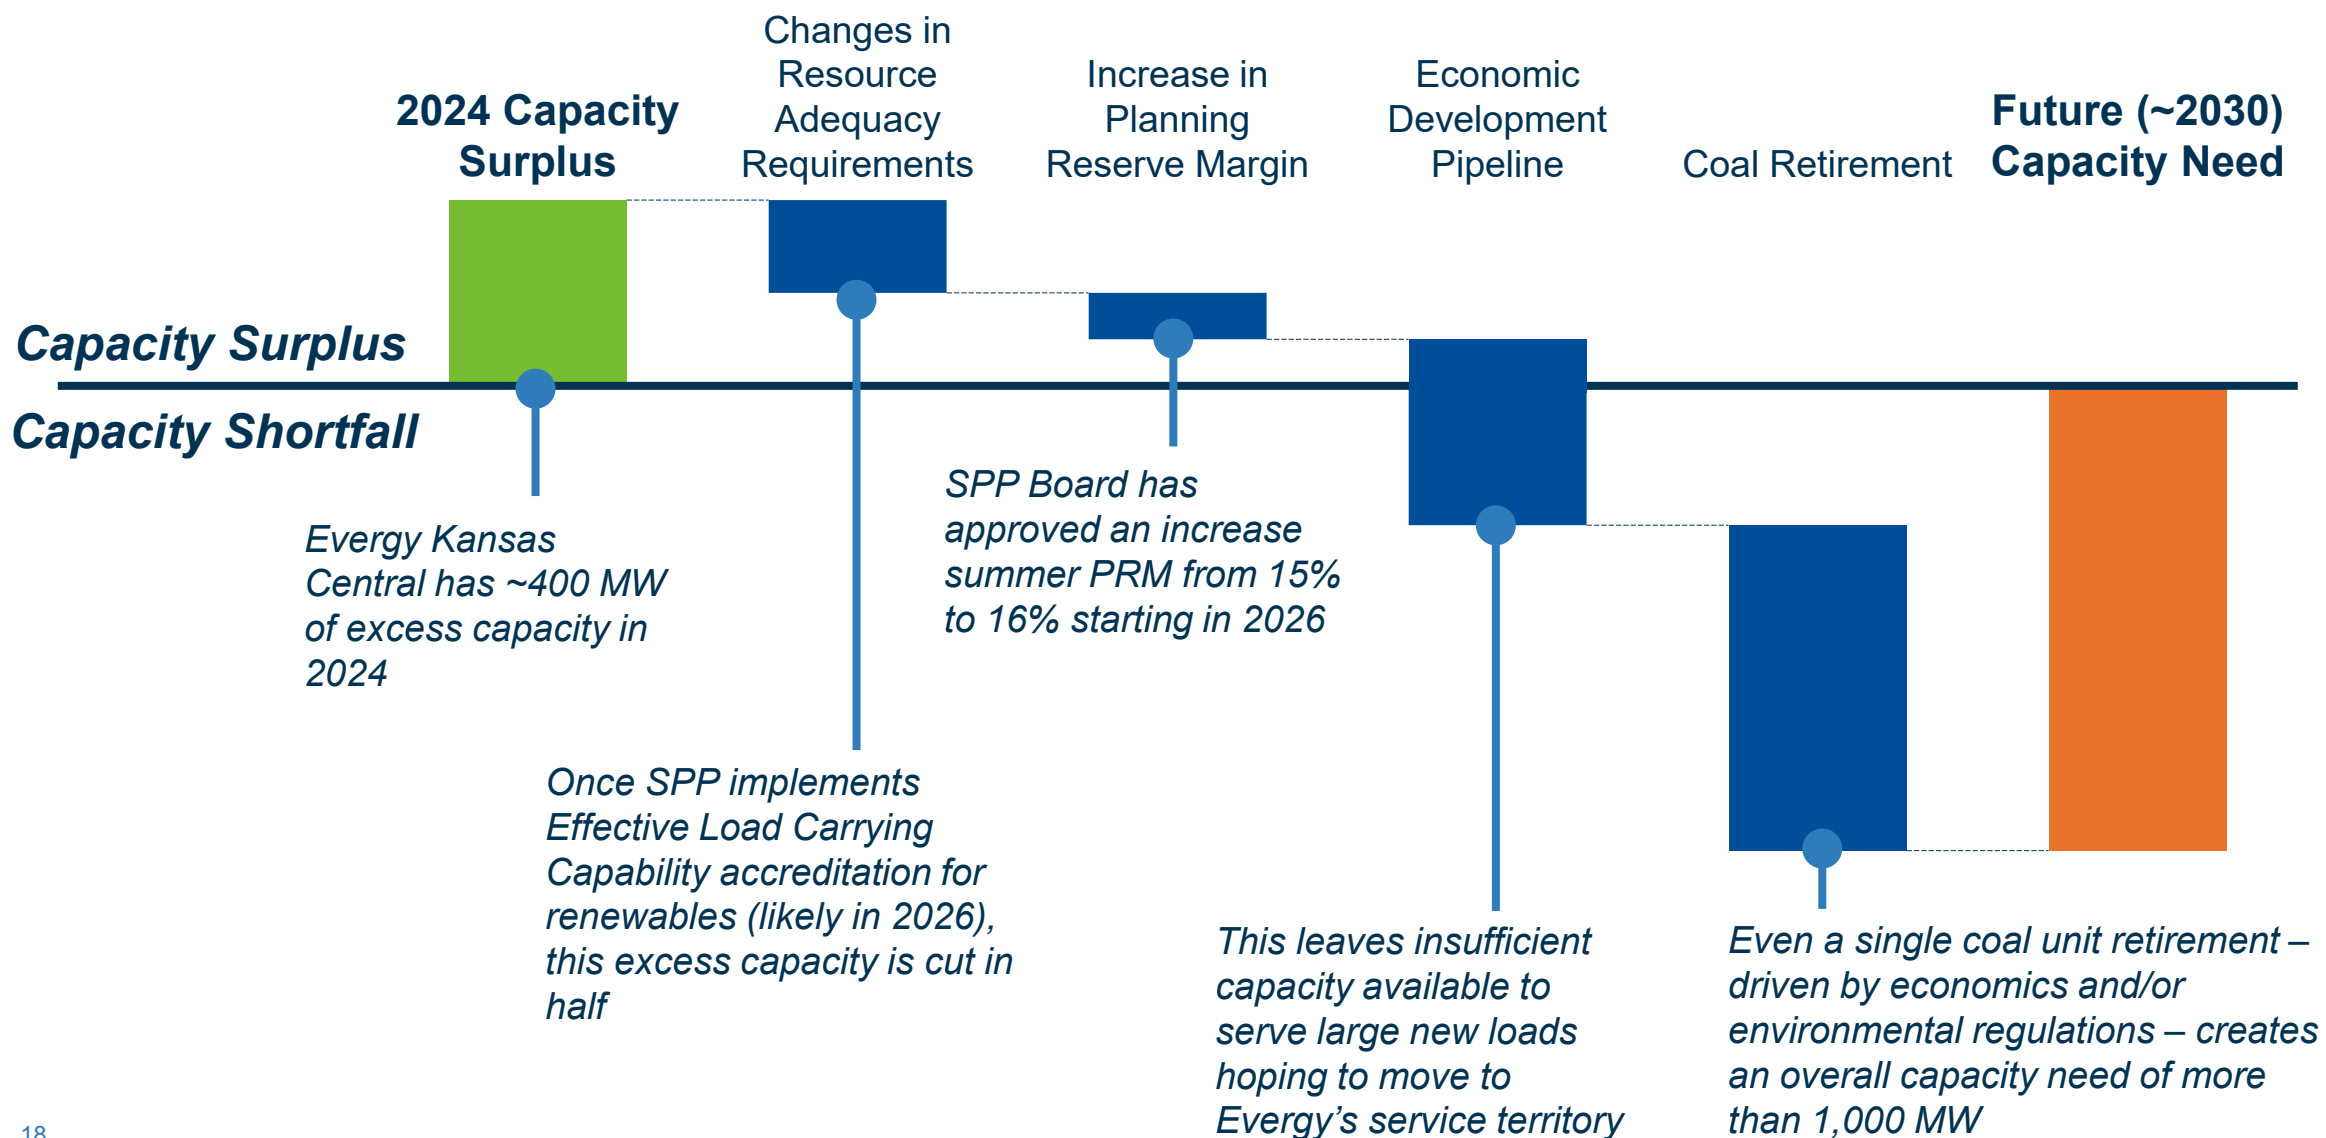 2024 Capacity
Surplus
Changes in
Resource
Adequacy
Requirements
Increase in
Planning
Reserve Margin
Economic
Development
Pipeline
Coal Retirement
Future (~2030)
Capacity Need
Capacity Surplus
Capacity Shortfall
Evergy Kansas
Central has ~400 MW
of excess capacity in
2024
Once SPP implements
Effective Load Carrying
Capability accreditation for
renewables (likely in 2026),
this excess capacity is cut in
half
SPP Board has
approved an increase
summer PRM from 15%
to 16% starting in 2026
This leaves insufficient
capacity available to
serve large new loads
hoping to move to
Evergy's service territory
Even a single coal unit retirement –
driven by economics and/or
environmental regulations – creates
an overall capacity need of more
than 1,000 MW
18